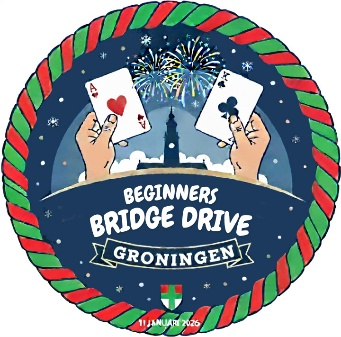 A
A
K
BEGINNERS
BRIDGE DRIVE
GRONINGEN
11 JANUARI 2026